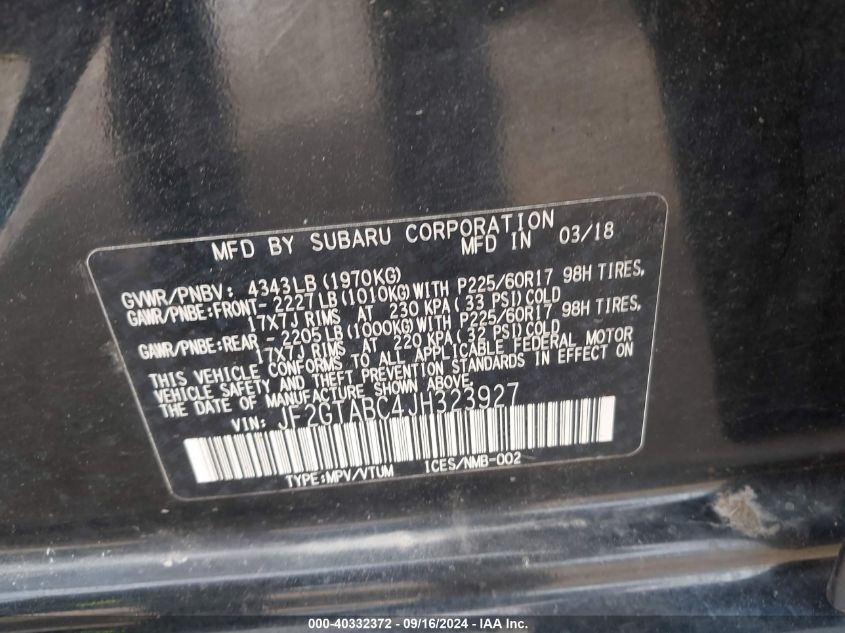 MFD BY SUBARU CORPORATION
MFD IN 03/18
GVWR/PNBV: 4343LB(1970KG)
GAWR/PNBE:FRONT-2227LB(1010KG)WITH P225/60R17 98H TIRES,
17X7J RIMS AT 230 KPA(33 PSI)COLD
GAWR/PNBE:REAR -2205LB(1000KG)WITH P225/60R17 98H TIRES,
17X7J RIMS AT 220 KPA(32 PSI)COLD
THIS VEHICLE CONFORMS TO ALL APPLICABLE FEDERAL MOTOR
VEHICLE SAFETY AND THEFT PREVENTION STANDARDS IN EFFECT ON
THE DATE OF MANUFACTURE SHOWN ABOVE.
VIN: JF2GTABC4JH323927
TYPE:MPV/VTUM ICES/NMB-002
000-40332372 - 09/16/2024 - IAA Inc.